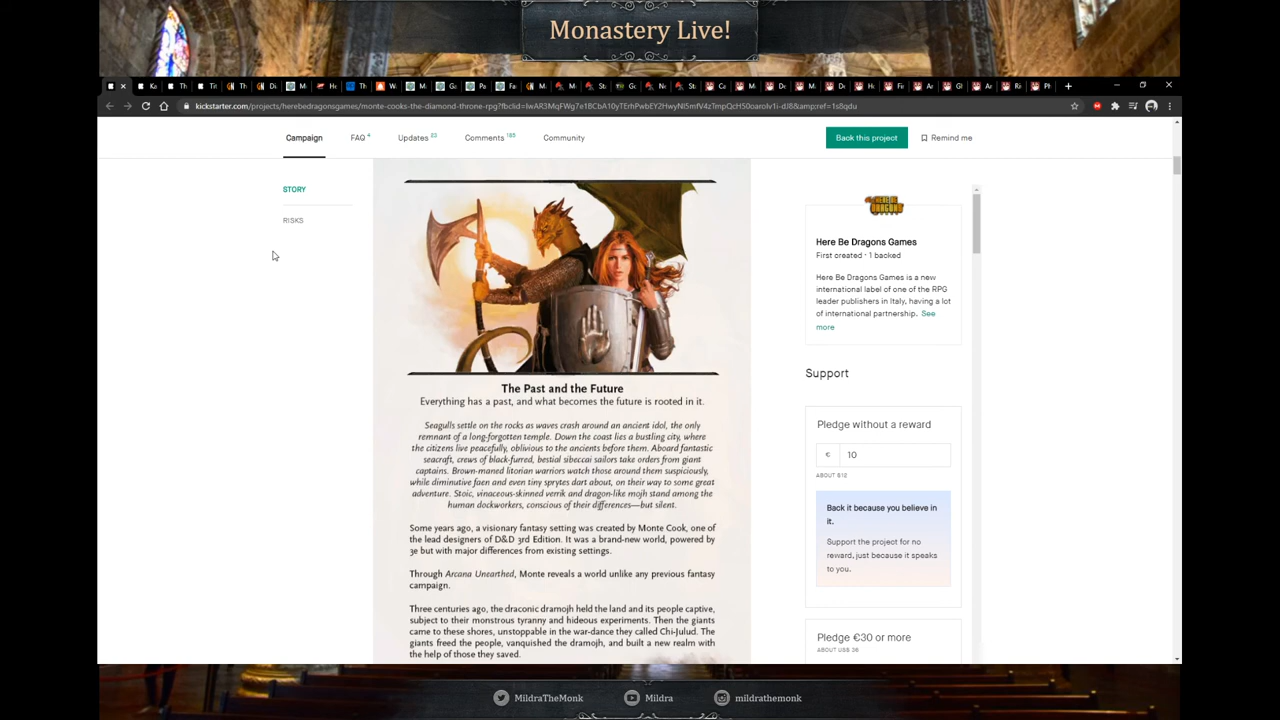 Monastery Live!
kickstarter.com/projects/herebedragonsgames/monte-cooks-the-diamond-throne-rpg?fbclid=
Campaign
FAQ 4
Updates 23
Comments 185
Community
Back this project
Remind me
STORY
RISKS
HERE BE DRAGONS
Here Be Dragons Games
First created · 1 backed
Here Be Dragons Games is a new
international label of one of the RPG
leader publishers in Italy, having a lot
of international partnership. See
more
Support
Pledge without a reward
€ 10
ABOUT $12
Back it because you believe in
it.
Support the project for no
reward, just because it speaks
to you.
Pledge €30 or more
ABOUT US$ 36
The Past and the Future
Everything has a past, and what becomes the future is rooted in it.
Seagulls settle on the rocks as waves crash around an ancient idol, the only
remnant of a long-forgotten temple. Down the coast lies a bustling city, where
the citizens live peacefully, oblivious to the ancients before them. Aboard fantastic
seacraft, crews of black-furred, bestial sibeccai sailors take orders from giant
captains. Brown-maned litorian warriors watch those around them suspiciously,
while diminutive faen and even tiny sprytes dart about, on their way to some great
adventure. Stoic, vinaceous-skinned verrik and dragon-like mojh stand among the
human dockworkers, conscious of their differences—but silent.
Some years ago, a visionary fantasy setting was created by Monte Cook, one of
the lead designers of D&D 3rd Edition. It was a brand-new world, powered by
3e but with major differences from existing settings.
Through Arcana Unearthed, Monte reveals a world unlike any previous fantasy
campaign.
Three centuries ago, the draconic dramojh held the land and its people captive,
subject to their monstrous tyranny and hideous experiments. Then the giants
came to these shores, unstoppable in the war-dance they called Chi-Julud. The
giants freed the people, vanquished the dramojh, and built a new realm with
the help of those they saved.
MildraTheMonk
Mildra
mildrathemonk